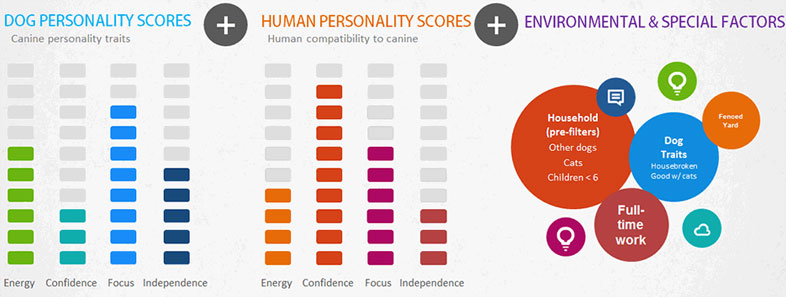 DOG PERSONALITY SCORES
Canine personality traits
+
HUMAN PERSONALITY SCORES
Human compatibility to canine
+
ENVIRONMENTAL & SPECIAL FACTORS
Energy
Confidence
Focus
Independence
Energy
Confidence
Focus
Independence
Household
(pre-filters)
Other dogs
Cats
Children < 6
Dog
Traits
Housebroken
Good w/ cats
Fenced
Yard
Full-
time
work